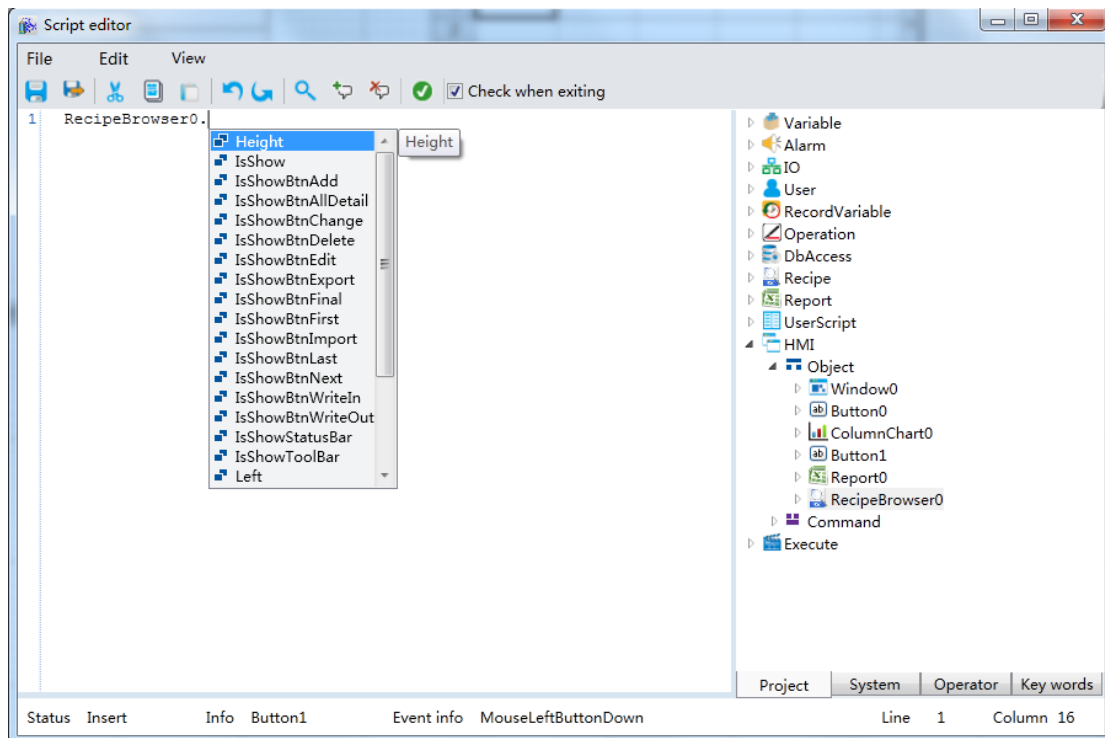 Script editor
File Edit View
Check when exiting
1 RecipeBrowser0.
Height
IsShow
IsShowBtnAdd
IsShowBtnAllDetail
IsShowBtnChange
IsShowBtnDelete
IsShowBtnEdit
IsShowBtnExport
IsShowBtnFinal
IsShowBtnFirst
IsShowBtnImport
IsShowBtnLast
IsShowBtnNext
IsShowBtnWriteIn
IsShowBtnWriteOut
IsShowStatusBar
IsShowToolBar
Left
Height
Variable
Alarm
IO
User
RecordVariable
Operation
DbAccess
Recipe
Report
UserScript
HMI
Object
Window0
ab Button0
ColumnChart0
ab Button1
Report0
RecipeBrowser0
Command
Execute
Project System Operator Key words
Status Insert Info Button1 Event info MouseLeftButtonDown Line 1 Column 16